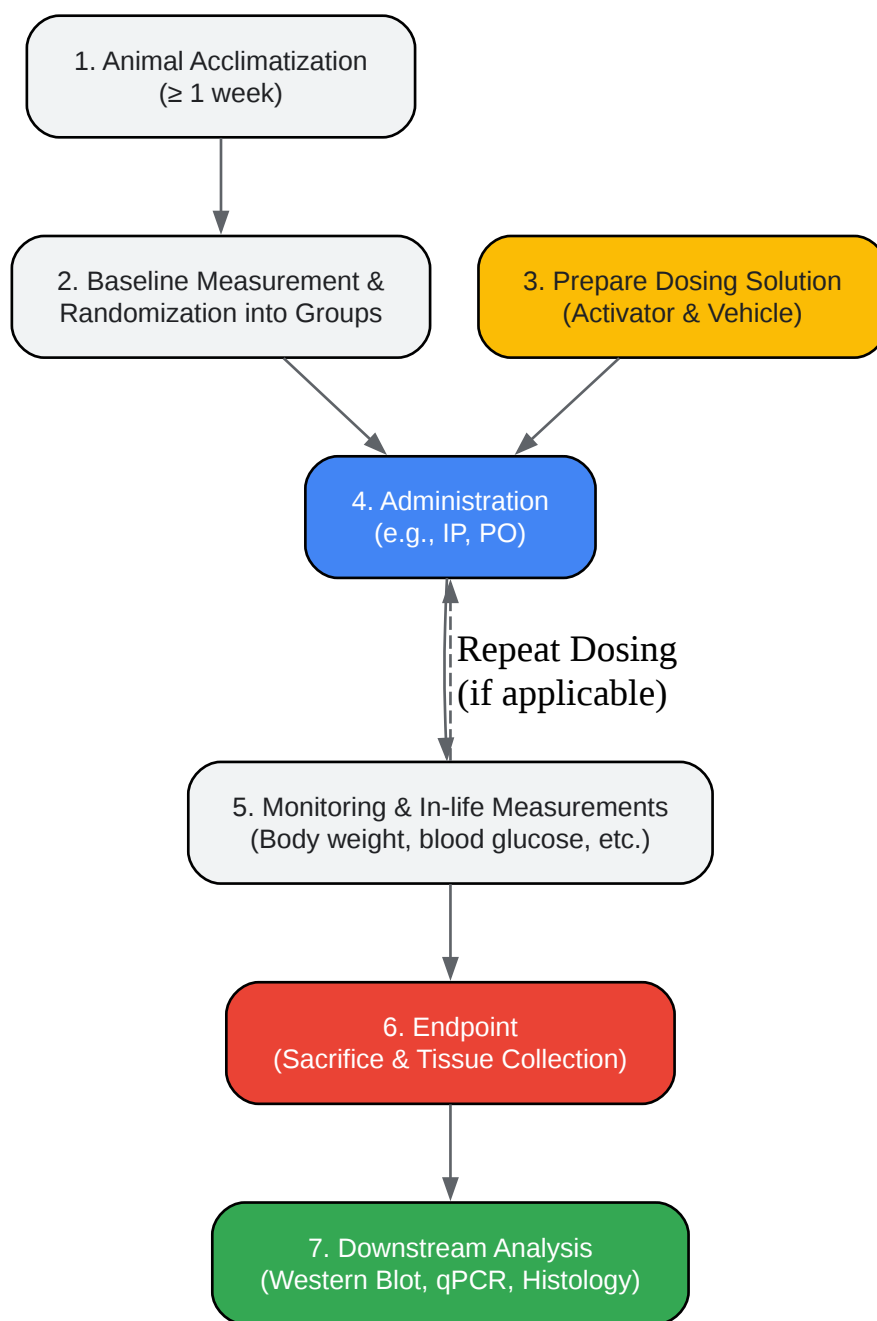 1. Animal Acclimatization
(≥ 1 week)
2. Baseline Measurement &
Randomization into Groups
3. Prepare Dosing Solution
(Activator & Vehicle)
4. Administration
(e.g., IP, PO)
Repeat Dosing
(if applicable)
5. Monitoring & In-life Measurements
(Body weight, blood glucose, etc.)
6. Endpoint
(Sacrifice & Tissue Collection)
7. Downstream Analysis
(Western Blot, qPCR, Histology)